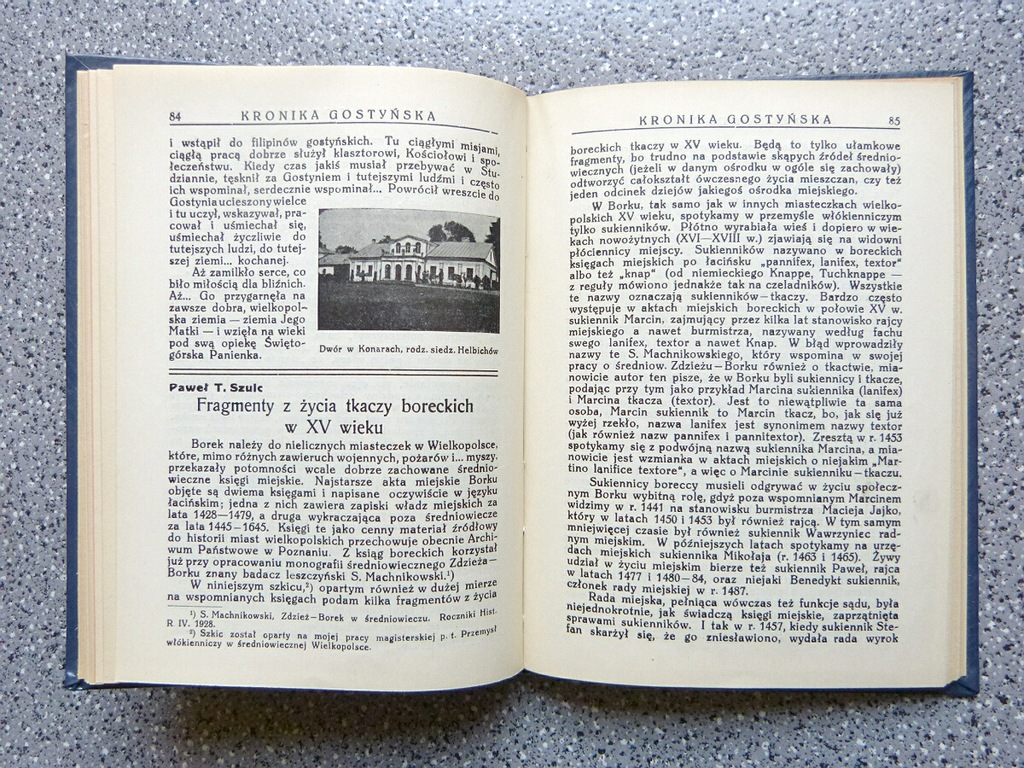 84 KRONIKA GOSTYŃSKA
i wstąpił do filipinów gostyńskich. Tu ciągłymi misjami,
ciągłą pracą dobrze służył klasztorowi, Kościołowi i spo-
łeczeństwu. Kiedy czas jakiś musiał przebywać w Stu-
dziannie, tęsknił za Gostyniem i tutejszymi ludźmi i często
ich wspominał, serdecznie wspominał... Powrócił wreszcie do
Gostynia ucieszony wielce
i tu uczył, wskazywał, pra-
cował i uśmiechał się,
uśmiechał życzliwie do
tutejszych ludzi, do tutej-
szej ziemi... kochanej.
Aż zamilkło serce, co
biło miłością dla bliźnich.
Aż... Go przygarnęła na
zawsze dobra, wielkopol-
ska ziemia — ziemia Jego
Matki — i wzięła na wieki
pod swą opiekę Święto-
górska Panienka.
Dwór w Konarach, rodz. siedz. Helbichów
Paweł T. Szulc
Fragmenty z życia tkaczy boreckich
w XV wieku
Borek należy do nielicznych miasteczek w Wielkopolsce,
które, mimo różnych zawieruch wojennych, pożarów i... myszy,
przekazały potomności wcale dobrze zachowane średnio-
wieczne księgi miejskie. Najstarsze akta miejskie Borku
objęte są dwiema księgami i napisane oczywiście w języku
łacińskim; jedna z nich zawiera zapiski władz miejskich za
lata 1428—1479, a druga wykraczająca poza średniowiecze
za lata 1445-1645. Księgi te jako cenny materiał źródłowy
do historii miast wielkopolskich przechowuje obecnie Archi-
wum Państwowe w Poznaniu. Z ksiąg boreckich korzystał
już przy opracowaniu monografii średniowiecznego Zdzieża—
Borku znany badacz leszczyński S. Machnikowski.¹)
W niniejszym szkicu,²) opartym również w dużej mierze
na wspomnianych księgach podam kilka fragmentów z życia
¹) S. Machnikowski, Zdzież—Borek w średniowieczu. Roczniki Hist.
R. IV. 1928.
²) Szkic został oparty na mojej pracy magisterskiej p. t. Przemysł
włókienniczy w średniowiecznej Wielkopolsce.
KRONIKA GOSTYŃSKA 85
boreckich tkaczy w XV wieku. Będą to tylko ułamkowe
fragmenty, bo trudno na podstawie skąpych źródeł średnio-
wiecznych (jeżeli w danym ośrodku w ogóle się zachowały)
odtworzyć całokształt ówczesnego życia mieszczan, czy też
jeden odcinek dziejów jakiegoś ośrodka miejskiego.
W Borku, tak samo jak w innych miasteczkach wielko-
polskich XV wieku, spotykamy w przemyśle włókienniczym
tylko sukienników. Płótno wyrabiała wieś i dopiero w wie-
kach nowożytnych (XVI—XVIII w.) zjawiają się na widowni
płóciennicy miejscy. Sukienników nazywano w boreckich
księgach miejskich po łacińsku „pannifex, lanifex, textor"
albo też „knap" (od niemieckiego Knappe, Tuchknappe —
z reguły mówiono jednakże tak na czeladników). Wszystkie
te nazwy oznaczają sukienników—tkaczy. Bardzo często
występuje w aktach miejskich boreckich w połowie XV w.
sukiennik Marcin, zajmujący przez kilka lat stanowisko rajcy
miejskiego a nawet burmistrza, nazywany według fachu
swego lanifex, textor a nawet Knap. W błąd wprowadziły
nazwy te S. Machnikowskiego, który wspomina w swojej
pracy o średniow. Zdzieżu—Borku również o tkactwie, mia-
nowicie autor ten pisze, że w Borku byli sukiennicy i tkacze,
podając przy tym jako przykład Marcina sukiennika (lanifex)
i Marcina tkacza (textor). Jest to niewątpliwie ta sama
osoba, Marcin sukiennik to Marcin tkacz, bo, jak się już
wyżej rzekło, nazwa lanifex jest synonimem nazwy textor
(jak również nazw pannifex i pannitextor). Zresztą w r. 1453
spotykamy się z podwójną nazwą sukiennika Marcina, a mia-
nowicie jest wzmianka w aktach miejskich o niejakim „Mar-
tino lanifice textore", a więc o Marcinie sukienniku—tkaczu.
Sukiennicy boreccy musieli odgrywać w życiu społecz-
nym Borku wybitną rolę, gdyż poza wspomnianym Marcinem
widzimy w r. 1441 na stanowisku burmistrza Macieja Jajko,
który w latach 1450 i 1453 był również rajcą. W tym samym
mniejwięcej czasie był również sukiennik Wawrzyniec rad-
nym miejskim. W późniejszych latach spotykamy na urzę-
dach miejskich sukiennika Mikołaja (r. 1463 i 1465). Żywy
udział w życiu miejskim bierze też sukiennik Paweł, rajca
w latach 1477 i 1480—84, oraz niejaki Benedykt sukiennik,
członek rady miejskiej w r. 1487.
Rada miejska, pełniąca wówczas też funkcje sądu, była
niejednokrotnie, jak świadczą księgi miejskie, zaprzątnięta
sprawami sukienników. I tak w r. 1457, kiedy sukiennik Ste-
fan skarżył się, że go zniesławiono, wydała rada wyrok